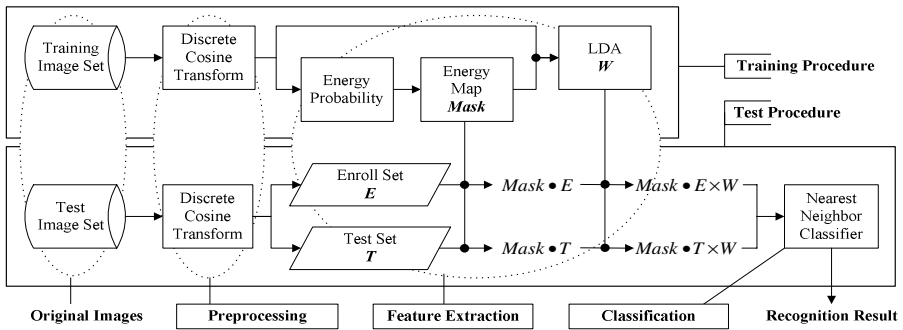 Training
Image Set
Discrete
Cosine
Transform
Energy
Probability
Energy
Map
Mask
LDA
W
Training Procedure
Test Procedure
Test
Image Set
Discrete
Cosine
Transform
Enroll Set
E
Test Set
T
Mask • E
Mask • T
Mask • E×W
Mask • T×W
Nearest
Neighbor
Classifier
Original Images
Preprocessing
Feature Extraction
Classification
Recognition Result